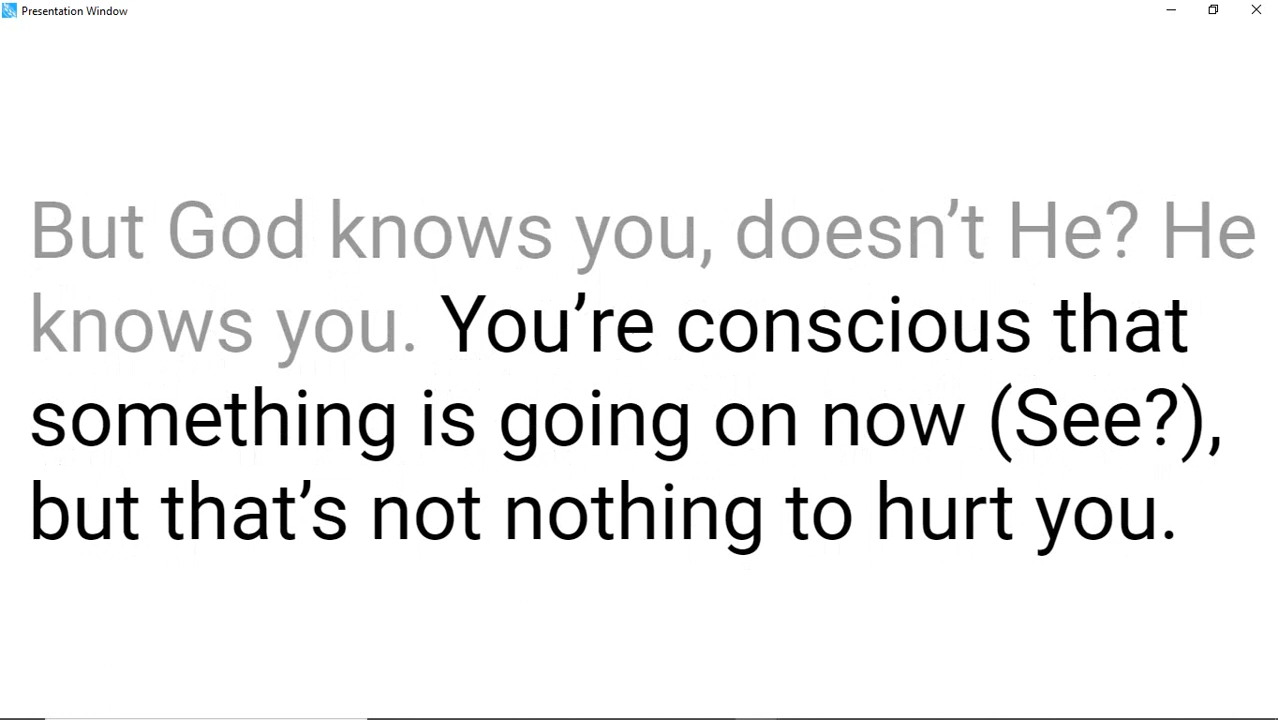 Presentation Window
But God knows you, doesn’t He? He
knows you. You’re conscious that
something is going on now (See?),
but that’s not nothing to hurt you.